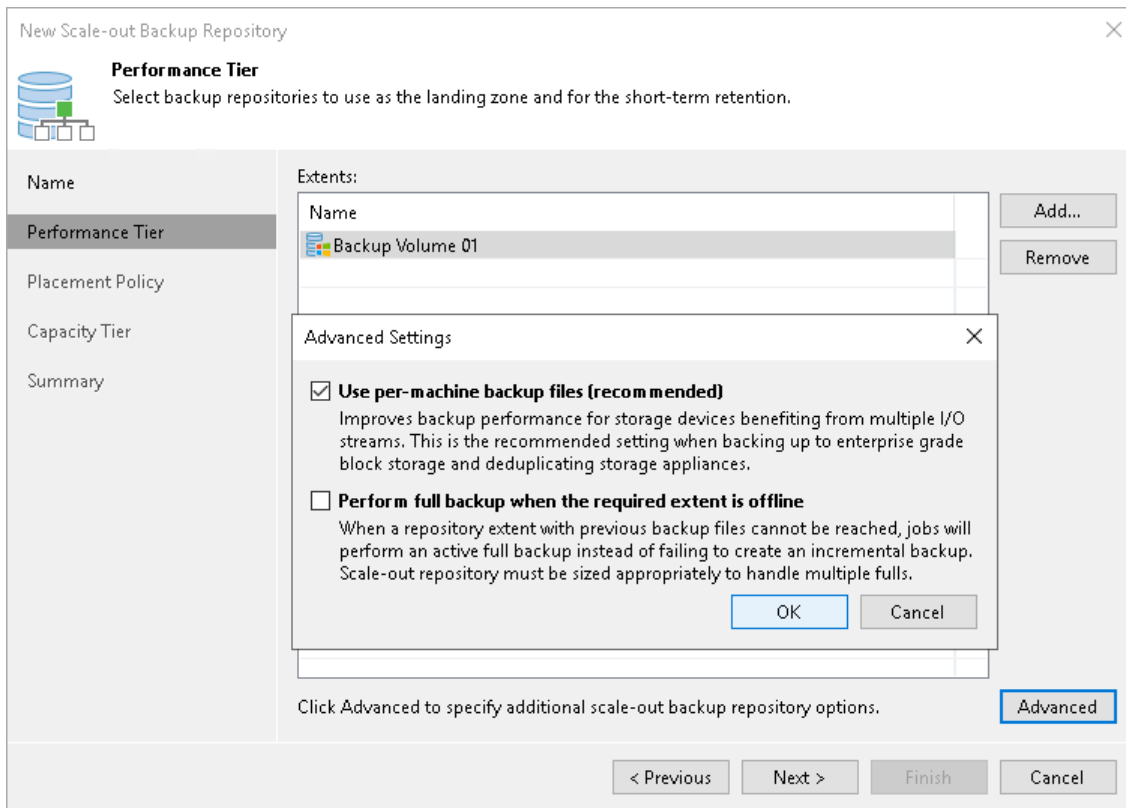 New Scale-out Backup Repository
Performance Tier
Select backup repositories to use as the landing zone and for the short-term retention.
Name
Performance Tier
Placement Policy
Capacity Tier
Summary
Extents:
Name
Backup Volume 01
Add...
Remove
Advanced Settings
Use per-machine backup files (recommended)
Improves backup performance for storage devices benefiting from multiple I/O
streams. This is the recommended setting when backing up to enterprise grade
block storage and deduplicating storage appliances.
Perform full backup when the required extent is offline
When a repository extent with previous backup files cannot be reached, jobs will
perform an active full backup instead of failing to create an incremental backup.
Scale-out repository must be sized appropriately to handle multiple fulls.
OK
Cancel
Click Advanced to specify additional scale-out backup repository options.
Advanced
< Previous
Next >
Finish
Cancel